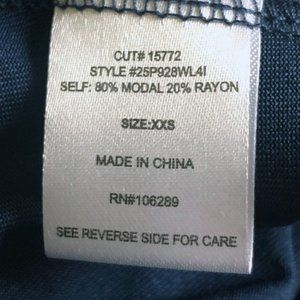 CUT# 15772
STYLE #25P928WL4I
SELF: 80% MODAL 20% RAYON
SIZE:XXS
MADE IN CHINA
RN#106289
SEE REVERSE SIDE FOR CARE